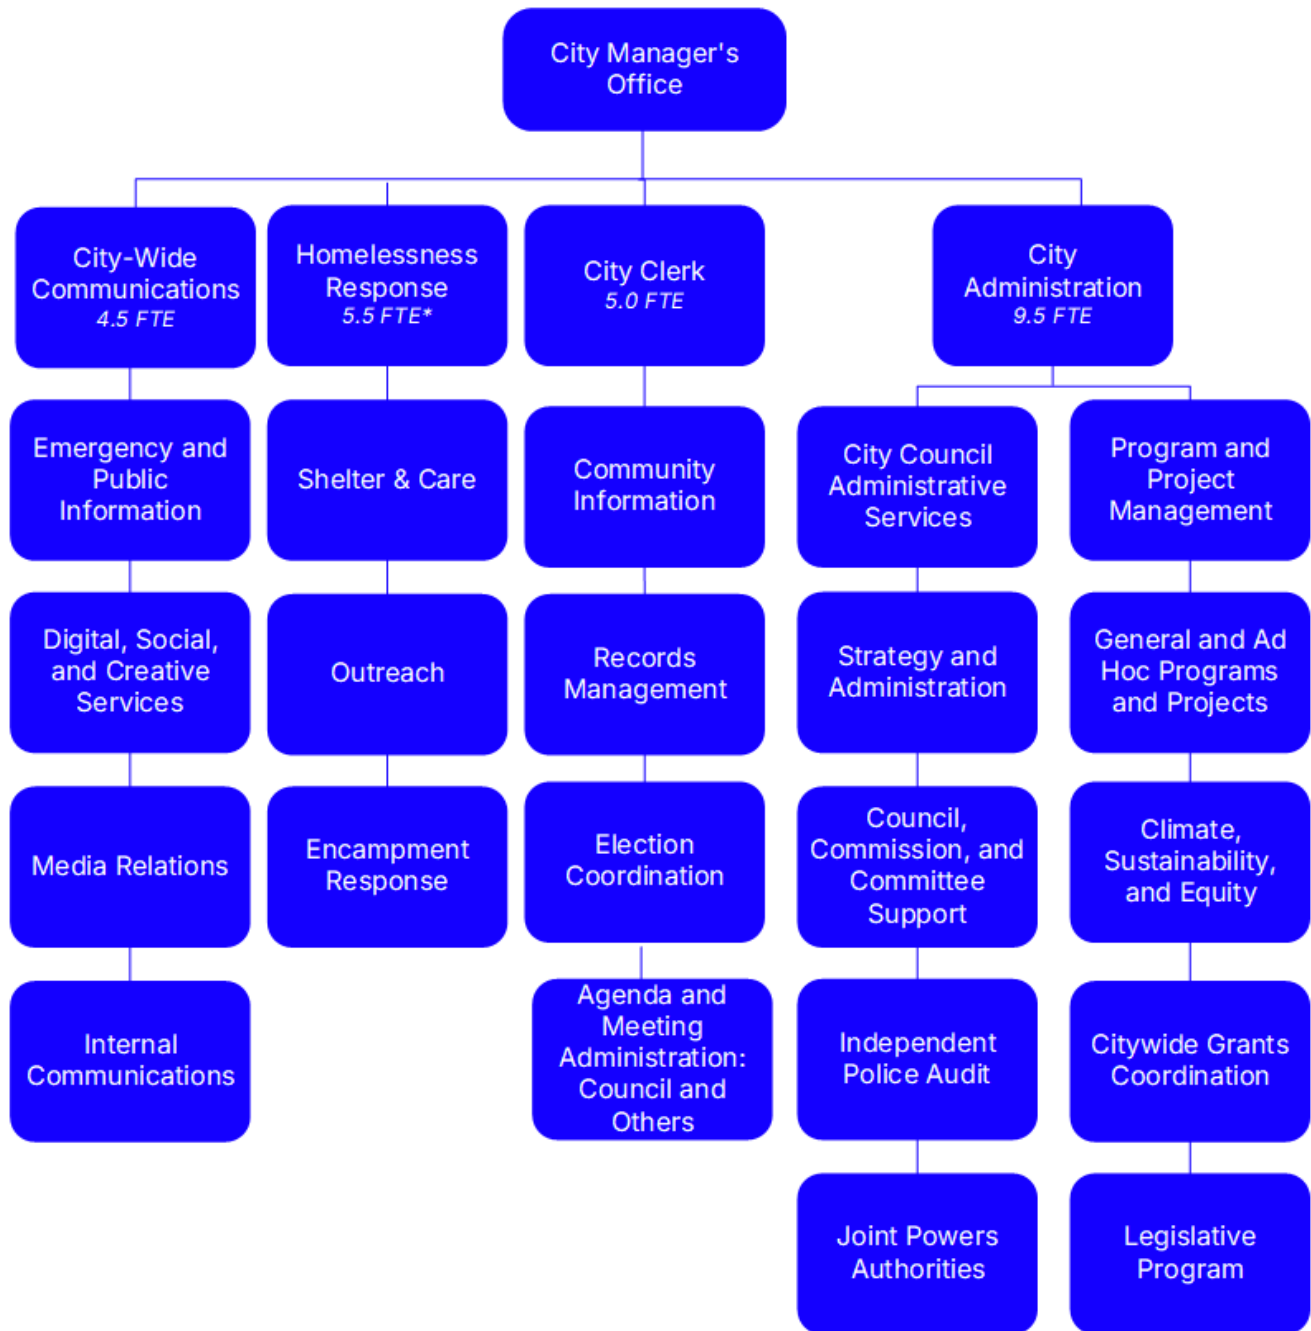 City Manager's
Office
City-Wide
Communications
4.5 FTE
Homelessness
Response
5.5 FTE*
City Clerk
5.0 FTE
City
Administration
9.5 FTE
Emergency and
Public
Information
Shelter & Care
Community
Information
City Council
Administrative
Services
Program and
Project
Management
Digital, Social,
and Creative
Services
Outreach
Records
Management
Strategy and
Administration
General and Ad
Hoc Programs
and Projects
Media Relations
Encampment
Response
Election
Coordination
Council,
Commission, and
Committee
Support
Climate,
Sustainability,
and Equity
Internal
Communications
Agenda and
Meeting
Administration:
Council and
Others
Independent
Police Audit
Citywide Grants
Coordination
Joint Powers
Authorities
Legislative
Program